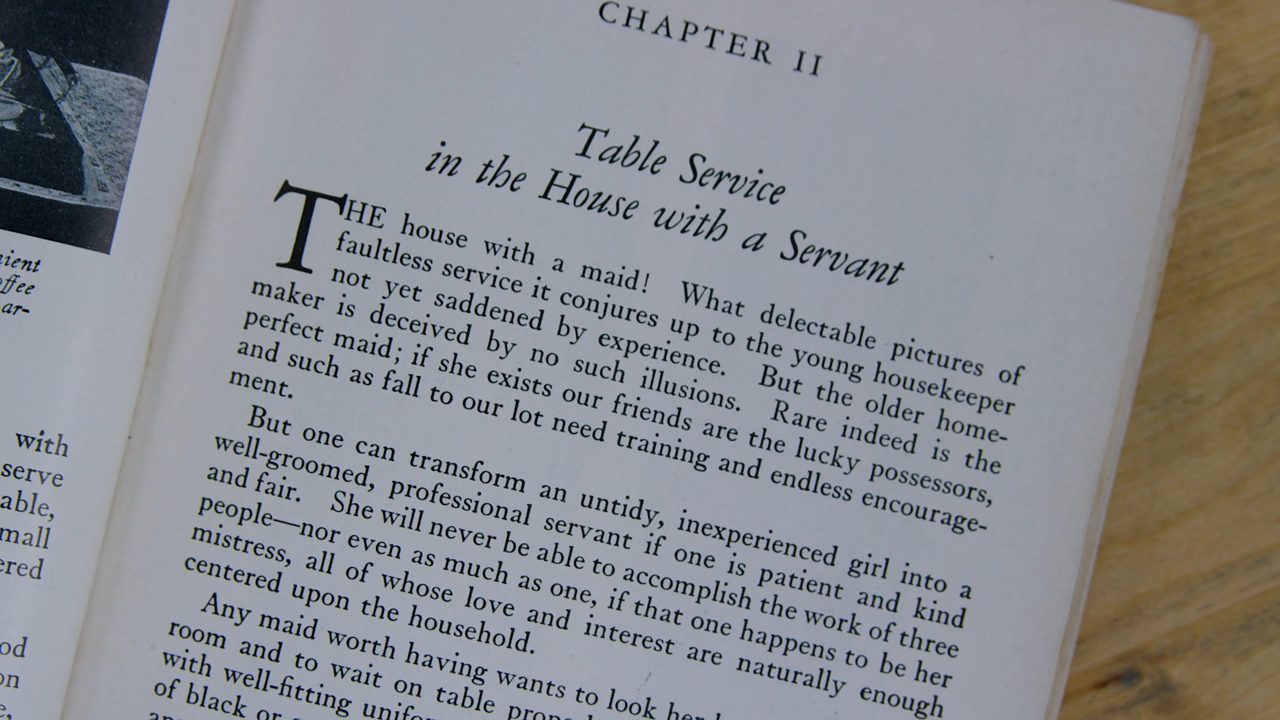 nient
offee
ar-
with
serve
able,
mall
ered
od
on
CHAPTER II
Table Service
in the House with a Servant
THE house with a maid! What delectable pictures of
faultless service it conjures up to the young housekeeper
not yet saddened by experience. But the older home-
maker is deceived by no such illusions. Rare indeed is the
perfect maid; if she exists our friends are the lucky possessors,
and such as fall to our lot need training and endless encourage-
ment.
But one can transform an untidy, inexperienced girl into a
well-groomed, professional servant if one is patient and kind
and fair. She will never be able to accomplish the work of three
people—nor even as much as one, if that one happens to be her
mistress, all of whose love and interest are naturally enough
centered upon the household.
Any maid worth having wants to look her
room and to wait on table
with well-fitting
of black or